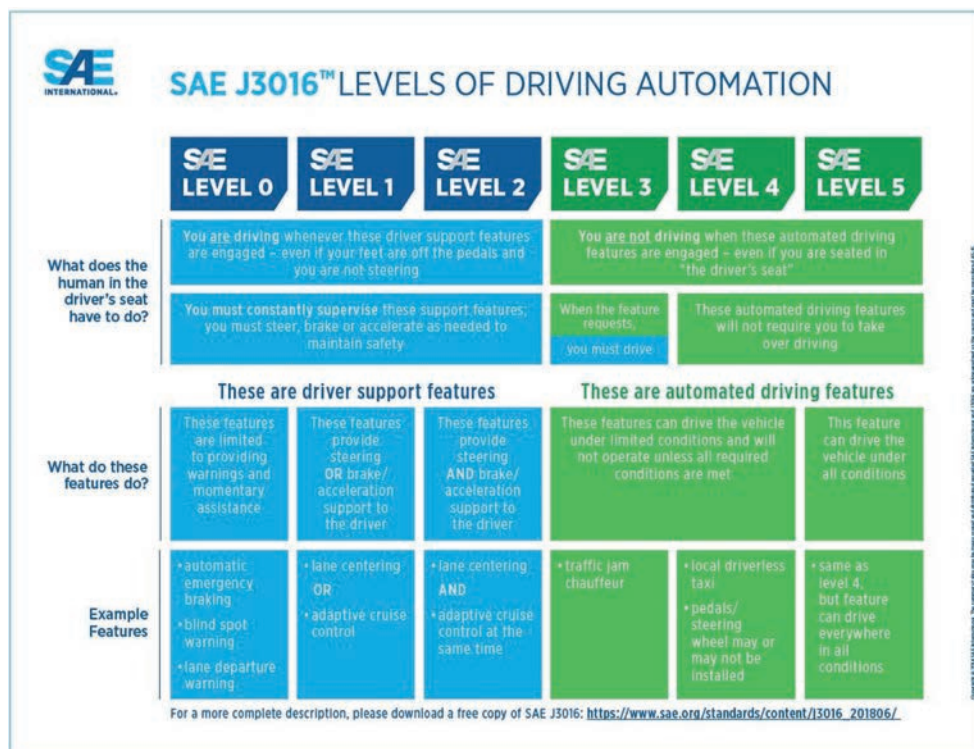 SAE
INTERNATIONAL®
SAE J3016™ LEVELS OF DRIVING AUTOMATION
SAE
LEVEL 0
SAE
LEVEL 1
SAE
LEVEL 2
SAE
LEVEL 3
SAE
LEVEL 4
SAE
LEVEL 5
What does the
human in the
driver's seat
have to do?
You are driving whenever these driver support features
are engaged – even if your feet are off the pedals and
you are not steering
You are not driving when these automated driving
features are engaged – even if you are seated in
"the driver's seat"
You must constantly supervise these support features;
you must steer, brake or accelerate as needed to
maintain safety
When the feature
requests,
you must drive
These automated driving features
will not require you to take
over driving
These are driver support features
These are automated driving features
What do these
features do?
These features
are limited
to providing
warnings and
momentary
assistance
These features
provide
steering
OR brake/
acceleration
support to
the driver
These features
provide
steering
AND brake/
acceleration
support to
the driver
These features can drive the vehicle
under limited conditions and will
not operate unless all required
conditions are met
This feature
can drive the
vehicle under
all conditions
Example
Features
• automatic
emergency
braking
• blind spot
warning
• lane departure
warning
• lane centering
OR
• adaptive cruise
control
• lane centering
AND
• adaptive cruise
control at the
same time
• traffic jam
chauffeur
• local driverless
taxi
• pedals/
steering
wheel may or
may not be
installed
• same as
level 4,
but feature
can drive
everywhere
in all
conditions
For a more complete description, please download a free copy of SAE J3016: https://www.sae.org/standards/content/j3016_201806/